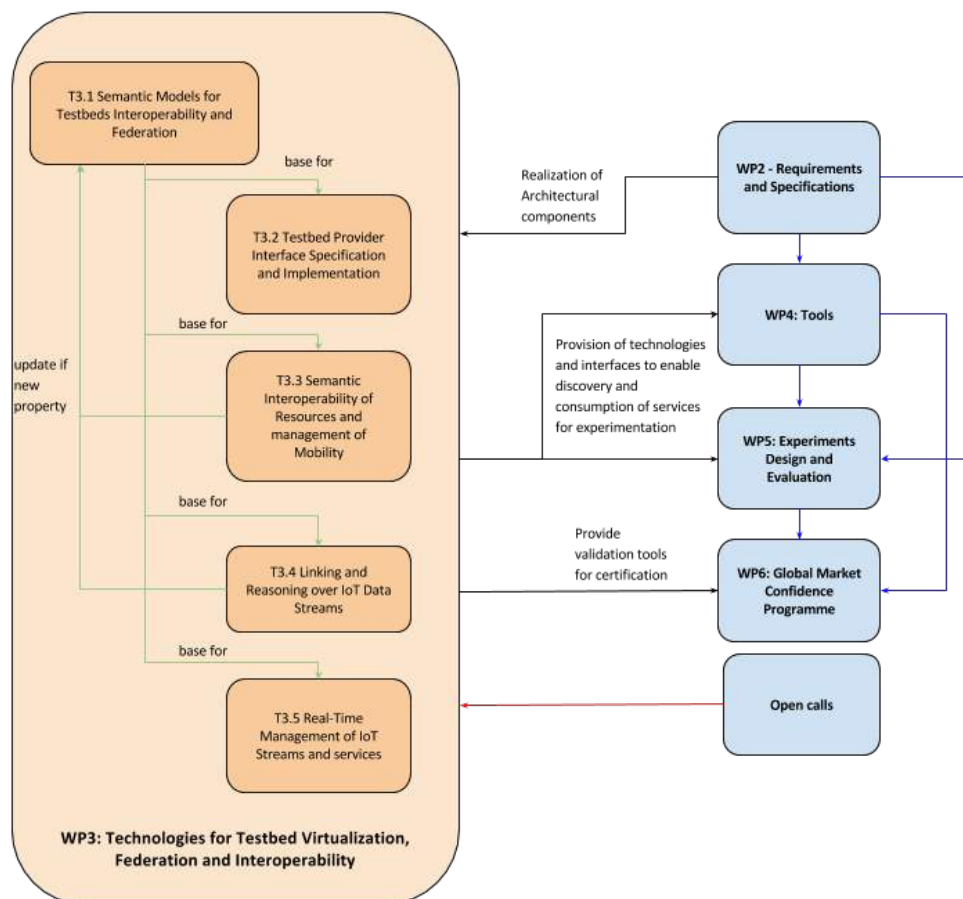 T3.1 Semantic Models for
Testbeds Interoperability and
Federation
base for
T3.2 Testbed Provider
Interface Specification
and Implementation
base for
update if
new
property
T3.3 Semantic
Interoperability of
Resources and
management of
Mobility
base for
T3.4 Linking and
Reasoning over IoT Data
Streams
base for
T3.5 Real-Time
Management of IoT
Streams and services
WP3: Technologies for Testbed Virtualization,
Federation and Interoperability
Realization of
Architectural
components
Provision of technologies
and interfaces to enable
discovery and
consumption of services
for experimentation
Provide
validation tools
for certification
WP2 - Requirements
and Specifications
WP4: Tools
WP5: Experiments
Design and
Evaluation
WP6: Global Market
Confidence
Programme
Open calls